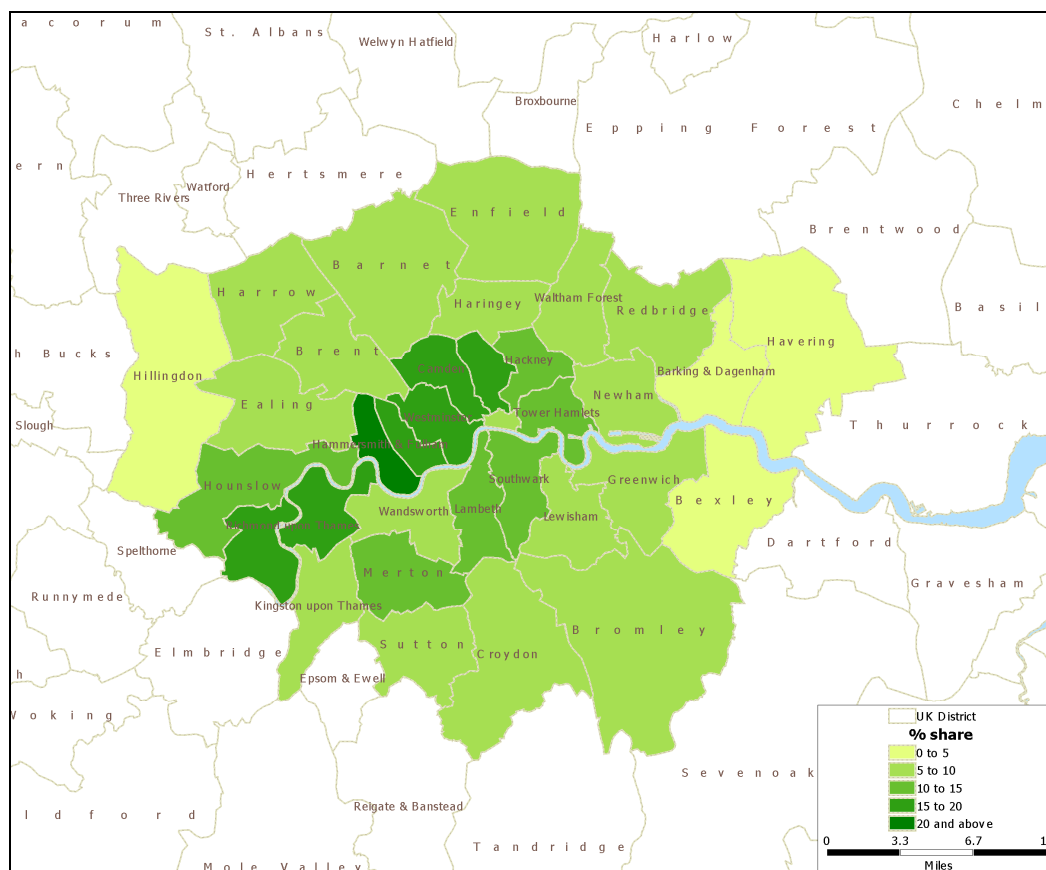 acorum
St. Albans
Welwyn Hatfield
Harlow
Broxbourne
Chelm
Epping Forest
ern
Hertsmere
Watford
Three Rivers
Enfield
Brentwood
Barnet
Harrow
Haringey
Waltham Forest
Redbridge
Basil
h Bucks
Brent
Havering
Hillingdon
Camden
Hackney
Barking & Dagenham
Ealing
Newham
Westminster
Tower Hamlets
Slough
Thurrock
Hammersmith & Fulham
Hounslow
Southwark
Greenwich
Bexley
Wandsworth
Lambeth
Lewisham
Richmond upon Thames
Spelthorne
Dartford
Merton
Gravesham
Runnymede
Kingston upon Thames
Bromley
Elmbridge
Sutton
Croydon
h
Epsom & Ewell
Woking
UK District
% share
0 to 5
5 to 10
10 to 15
15 to 20
20 and above
Sevenoak
Reigate & Banstead
ldford
Tandridge
Mole Valley
0 3.3 6.7 1
Miles